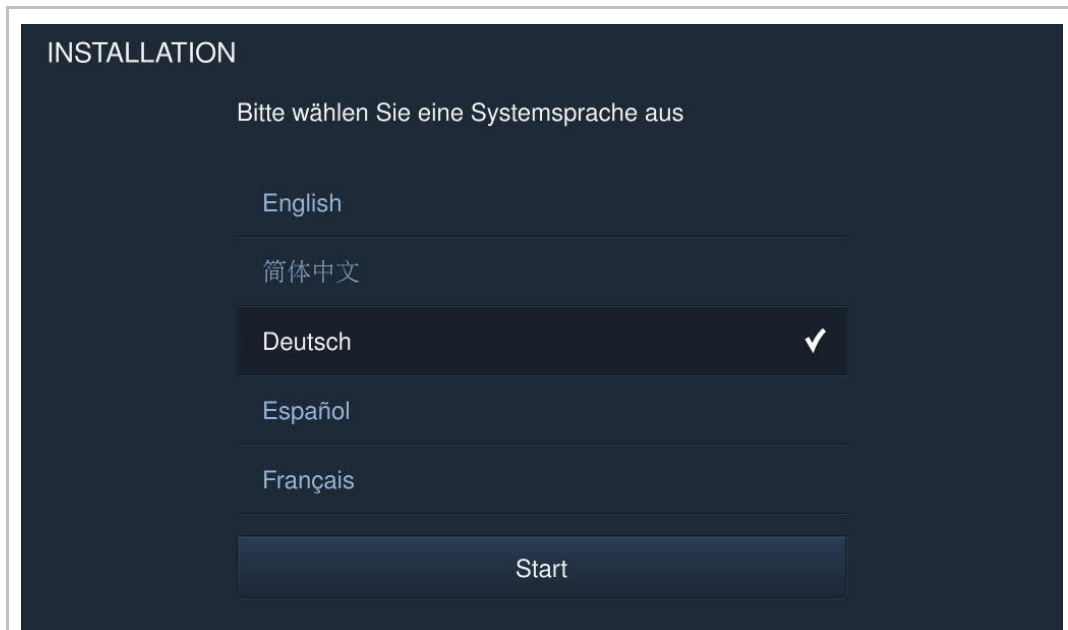 INSTALLATION
Bitte wählen Sie eine Systemsprache aus
English
简体中文
Deutsch
Español
Français
Start